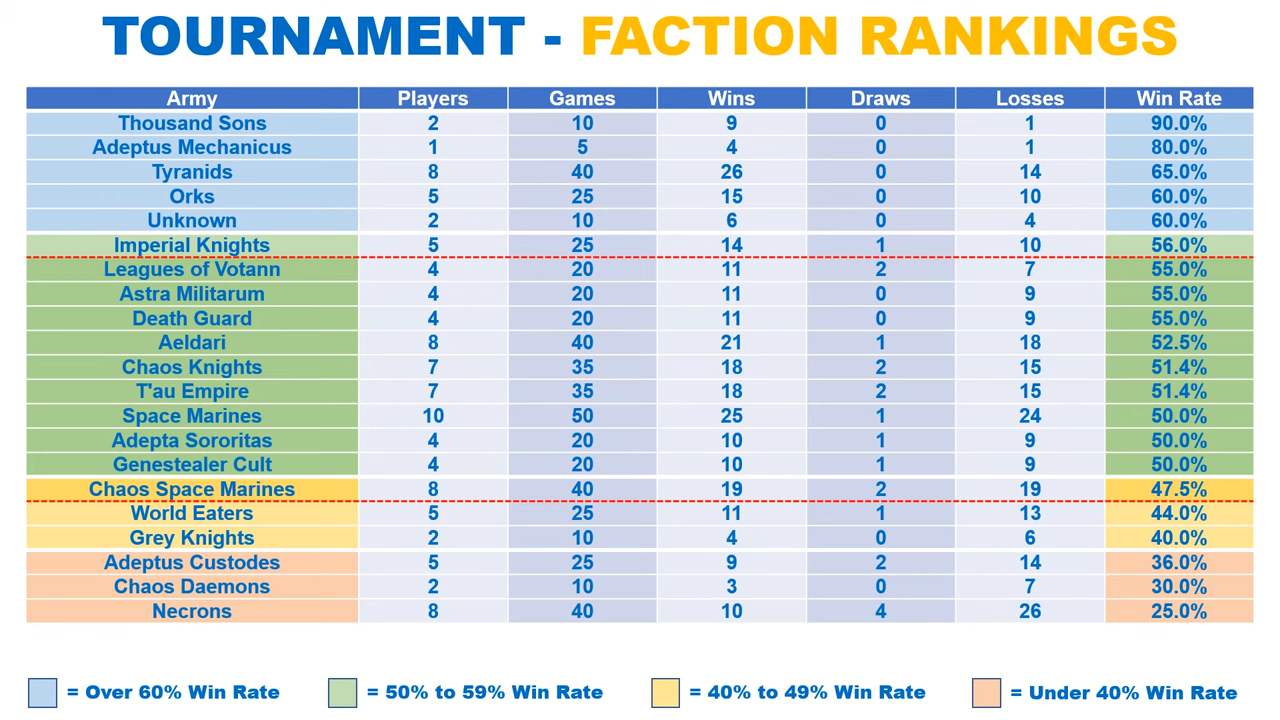 TOURNAMENT - FACTION RANKINGS
Army Players Games Wins Draws Losses Win Rate
Thousand Sons 2 10 9 0 1 90.0%
Adeptus Mechanicus 1 5 4 0 1 80.0%
Tyranids 8 40 26 0 14 65.0%
Orks 5 25 15 0 10 60.0%
Unknown 2 10 6 0 4 60.0%
Imperial Knights 5 25 14 1 10 56.0%
Leagues of Votann 4 20 11 2 7 55.0%
Astra Militarum 4 20 11 0 9 55.0%
Death Guard 4 20 11 0 9 55.0%
Aeldari 8 40 21 1 18 52.5%
Chaos Knights 7 35 18 2 15 51.4%
T'au Empire 7 35 18 2 15 51.4%
Space Marines 10 50 25 1 24 50.0%
Adepta Sororitas 4 20 10 1 9 50.0%
Genestealer Cult 4 20 10 1 9 50.0%
Chaos Space Marines 8 40 19 2 19 47.5%
World Eaters 5 25 11 1 13 44.0%
Grey Knights 2 10 4 0 6 40.0%
Adeptus Custodes 5 25 9 2 14 36.0%
Chaos Daemons 2 10 3 0 7 30.0%
Necrons 8 40 10 4 26 25.0%
= Over 60% Win Rate = 50% to 59% Win Rate = 40% to 49% Win Rate = Under 40% Win Rate